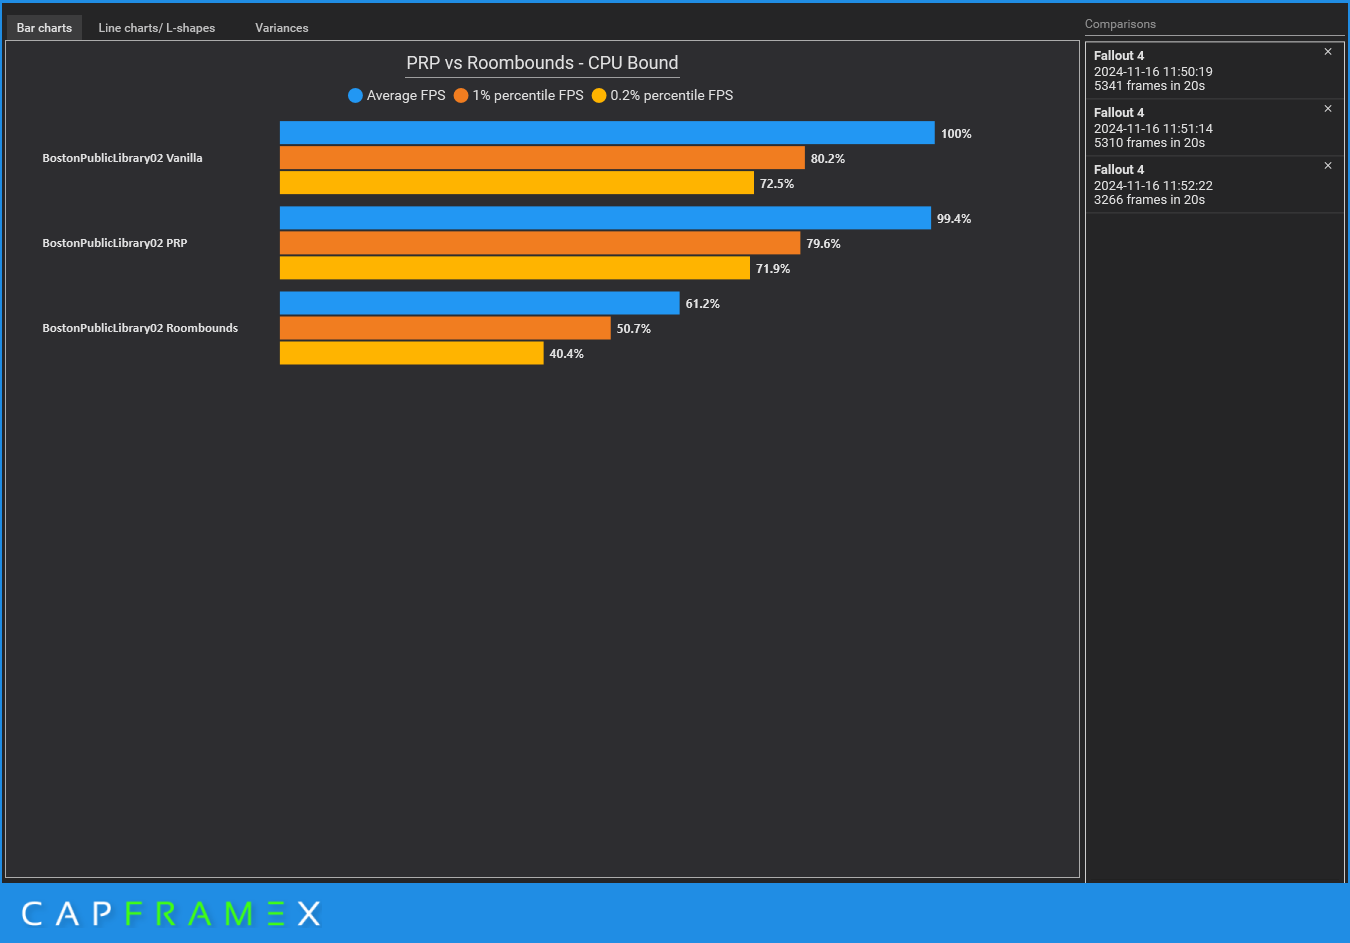 Bar charts Line charts/ L-shapes Variances
Comparisons
PRP vs Roombounds - CPU Bound
Average FPS 1% percentile FPS 0.2% percentile FPS
BostonPublicLibrary02 Vanilla
100%
80.2%
72.5%
BostonPublicLibrary02 PRP
99.4%
79.6%
71.9%
BostonPublicLibrary02 Roombounds
61.2%
50.7%
40.4%
Fallout 4
2024-11-16 11:50:19
5341 frames in 20s
Fallout 4
2024-11-16 11:51:14
5310 frames in 20s
Fallout 4
2024-11-16 11:52:22
3266 frames in 20s
CAPFRAMEX